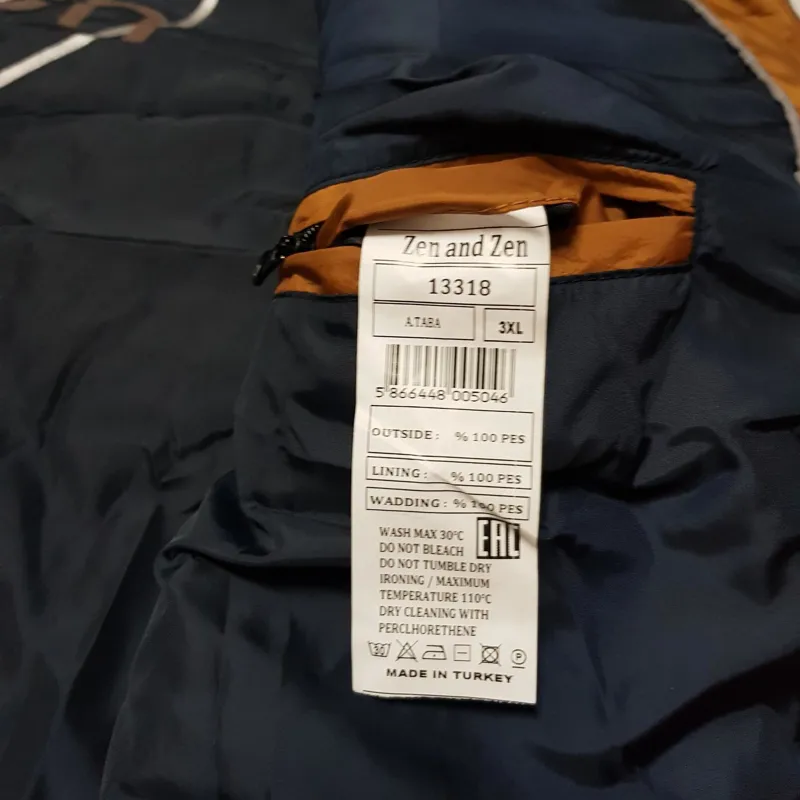 Zen and Zen
13318
A.TABA 3XL
5 866448 005046
OUTSIDE: % 100 PES
LINING: % 100 PES
WADDING: % 100 PES
EAC
WASH MAX 30°C
DO NOT BLEACH
DO NOT TUMBLE DRY
IRONING / MAXIMUM
TEMPERATURE 110°C
DRY CLEANING WITH
PERCLHORETHENE
30 P
MADE IN TURKEY